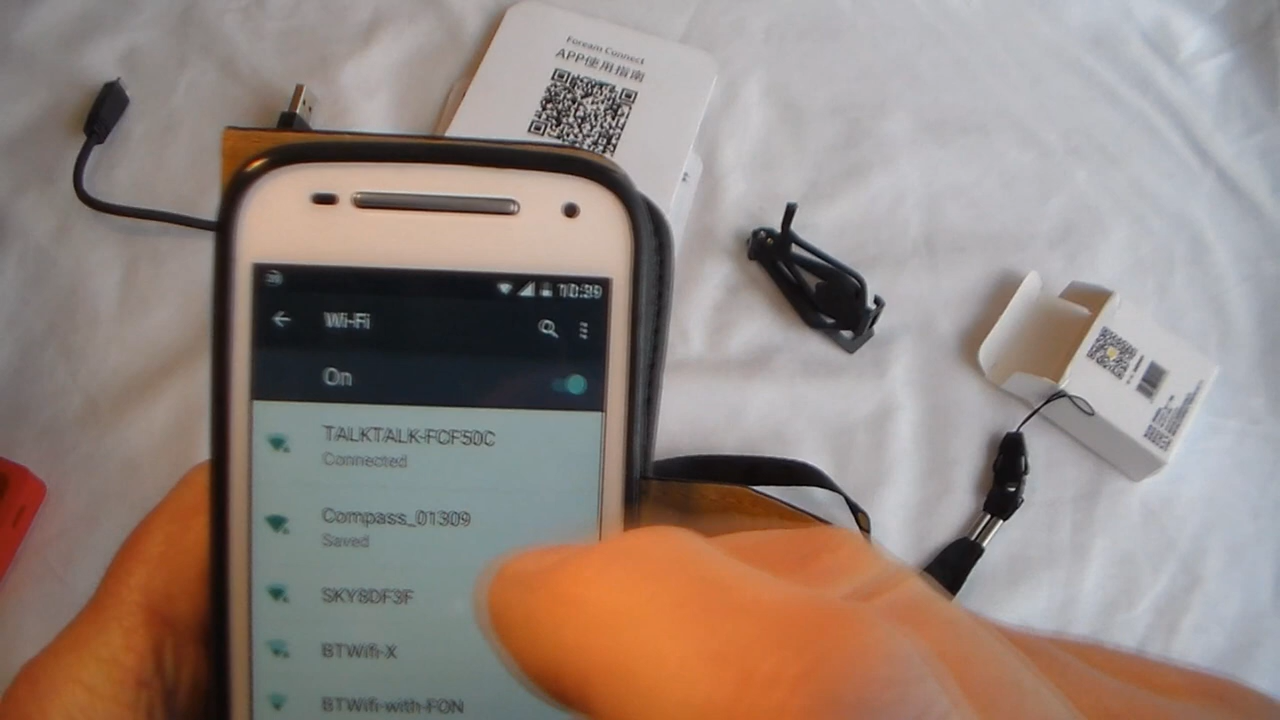 Foream Connect
APP使用指南
10:39
Wi-Fi
On
TALKTALK-FCF50C
Connected
Compass_01309
Saved
SKY8DF3F
BTWifi-X
BTWifi-with-FON